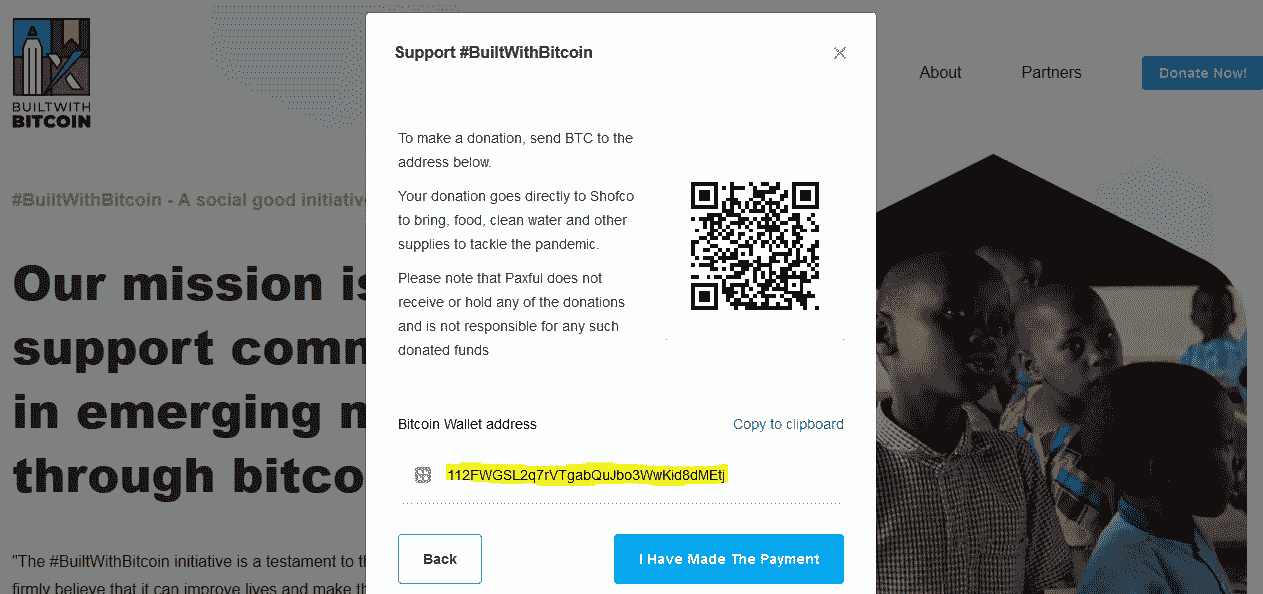 BUILTWITH
BITCOIN
About
Partners
Donate Now!
#BuiltWithBitcoin - A social good initiative
Our mission is
support comm
in emerging m
through bitco
"The #BuiltWithBitcoin initiative is a testament to th
firmly believe that it can improve lives and make th
Support #BuiltWithBitcoin
To make a donation, send BTC to the
address below.
Your donation goes directly to Shofco
to bring, food, clean water and other
supplies to tackle the pandemic.
Please note that Paxful does not
receive or hold any of the donations
and is not responsible for any such
donated funds
Bitcoin Wallet address
Copy to clipboard
112FWGSL2q7rVTgabQuJbo3WwKid8dMEtj
Back
I Have Made The Payment